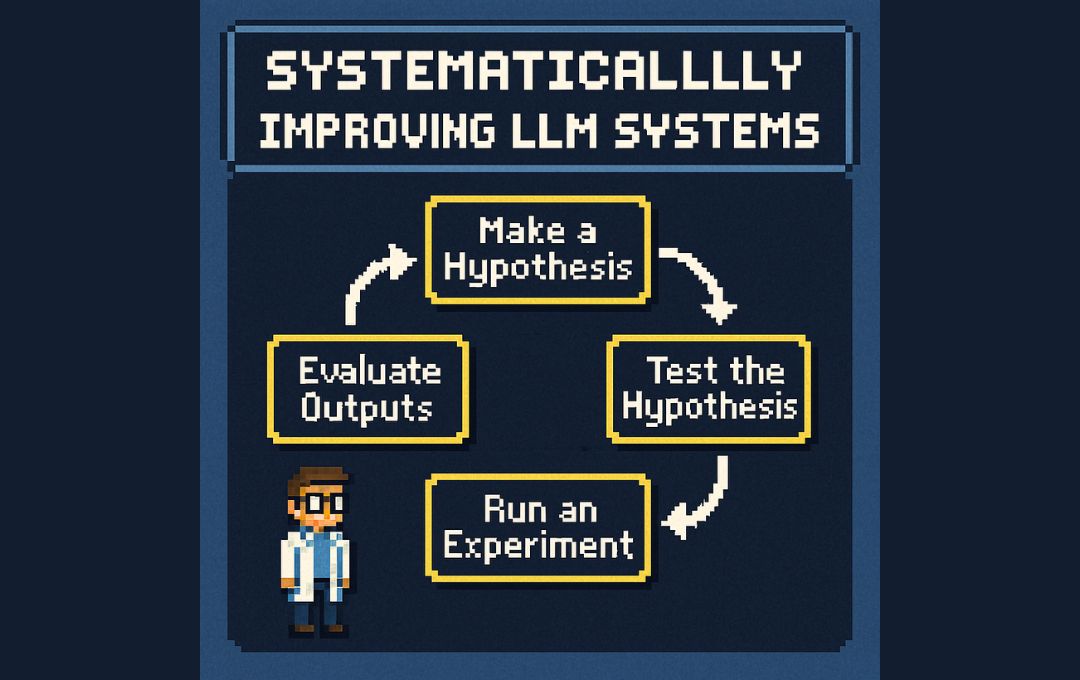 SYSTEMATICALLLLY
IMPROVING LLM SYSTEMS
Make a
Hypothesis
Test the
Hypothesis
Run an
Experiment
Evaluate
Outputs